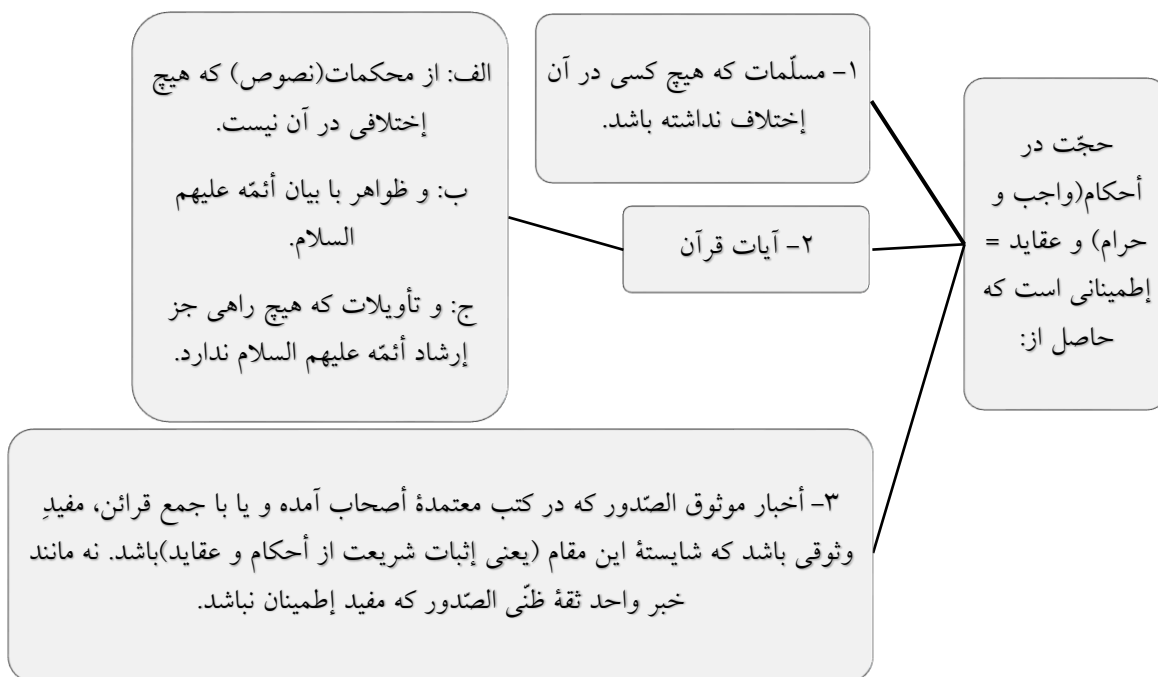 حجّت در
أحکام(واجب و
حرام) و عقاید =
إطمینانی است که
حاصل از:
۱- مسلّمات که هیچ کسی در آن
إختلاف نداشته باشد.
۲- آیات قرآن
الف: از محکمات(نصوص) که هیچ
إختلافی در آن نیست.
ب: و ظواهر با بیان أئمّه علیهم
السلام.
ج: و تأویلات که هیچ راهی جز
إرشاد أئمّه علیهم السلام ندارد.
۳- أخبار موثوق الصّدور که در کتب معتمدۀ أصحاب آمده و یا با جمع قرائن، مفیدِ
وثوقی باشد که شایستۀ این مقام (یعنی إثبات شریعت از أحکام و عقاید)باشد. نه مانند
خبر واحد ثقۀ ظنّی الصّدور که مفید إطمینان نباشد.